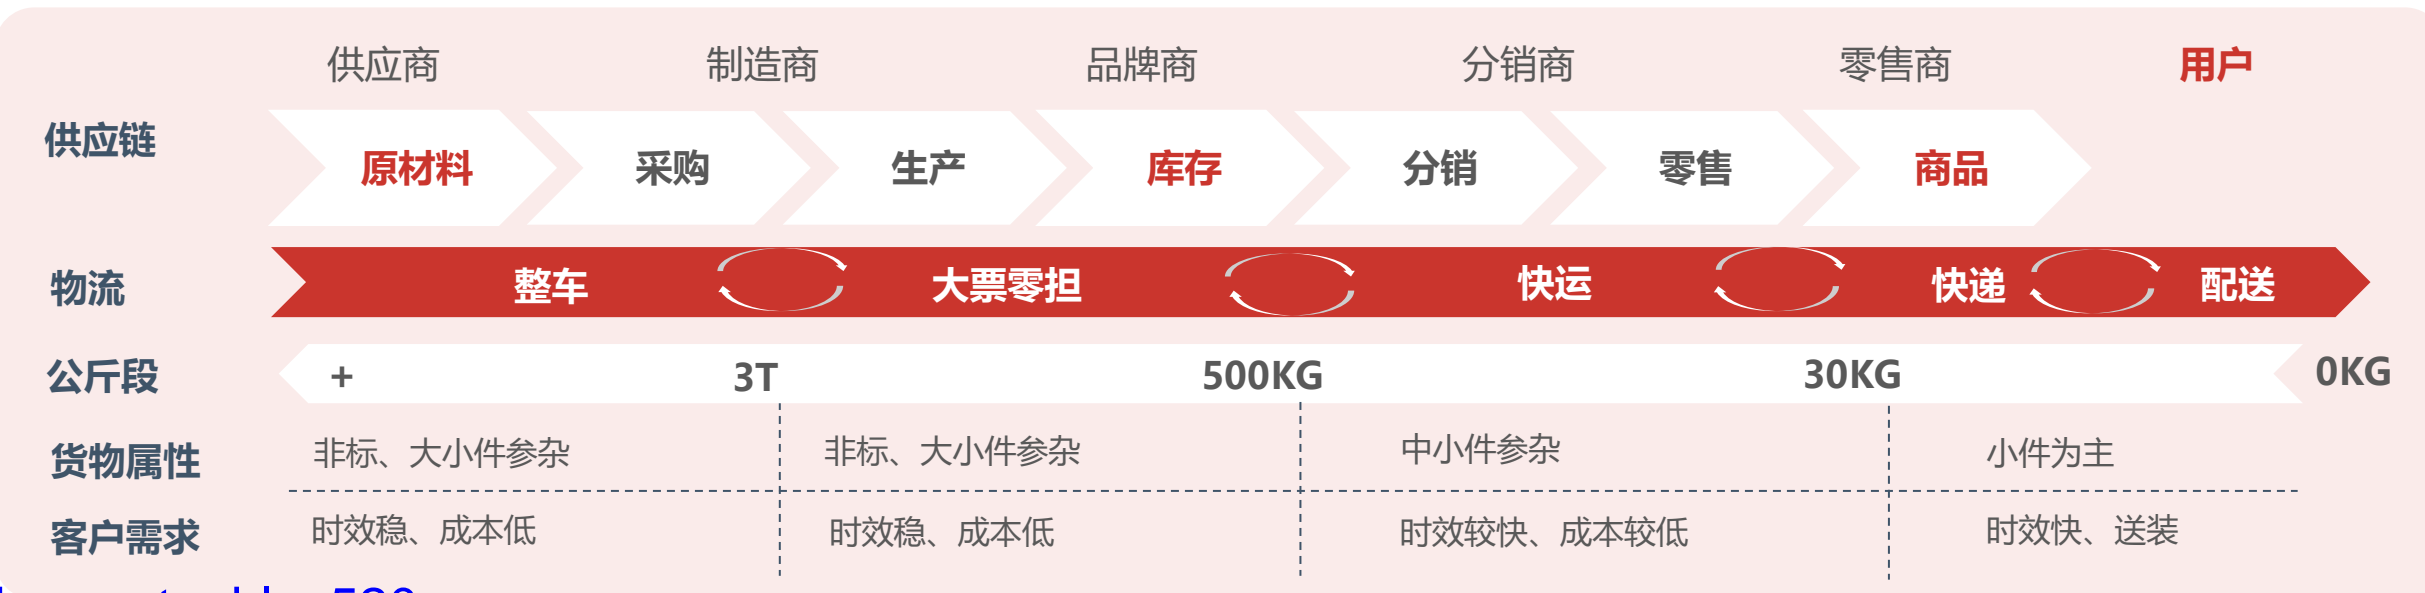 供应商 制造商 品牌商 分销商 零售商 用户
供应链
原材料 采购 生产 库存 分销 零售 商品
物流 整车 大票零担 快运 快递 配送
公斤段 + 3T 500KG 30KG 0KG
货物属性 非标、大小件参杂 非标、大小件参杂 中小件参杂 小件为主
客户需求 时效稳、成本低 时效稳、成本低 时效较快、成本较低 时效快、送装